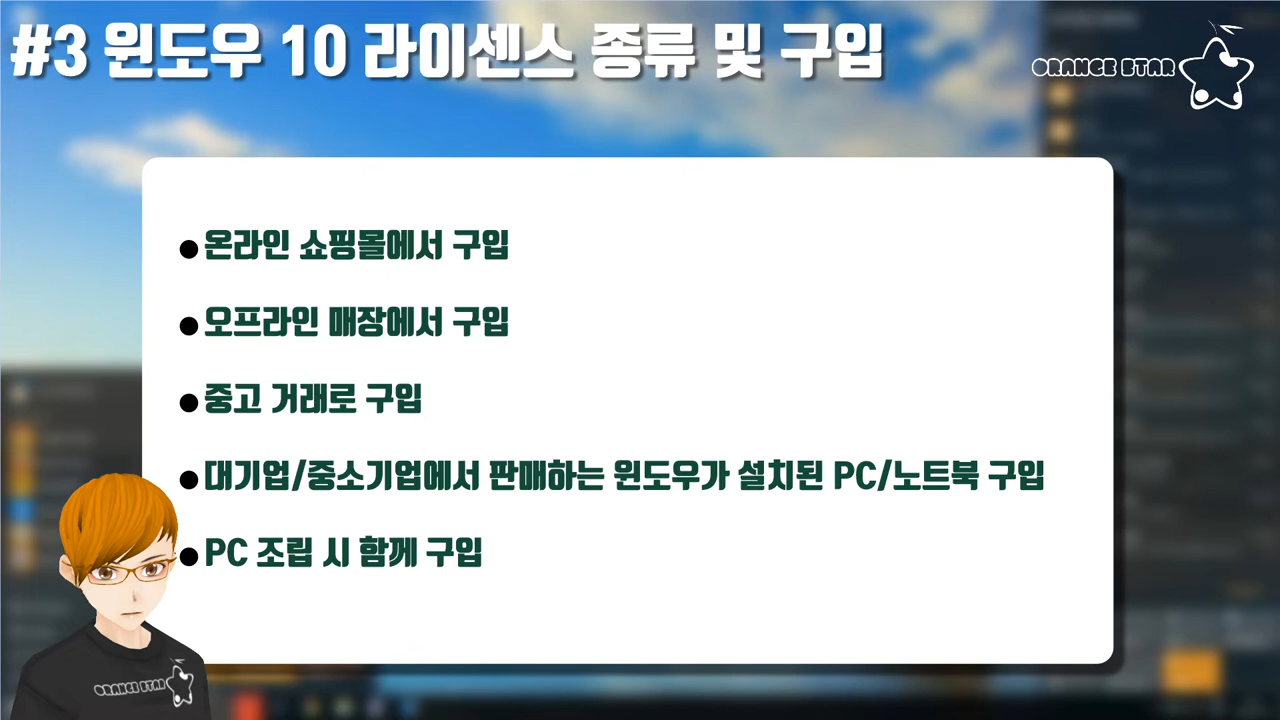 #3 윈도우 10 라이센스 종류 및 구입
ORANGE STAR
●온라인 쇼핑몰에서 구입
●오프라인 매장에서 구입
●중고 거래로 구입
●대기업/중소기업에서 판매하는 윈도우가 설치된 PC/노트북 구입
●PC 조립 시 함께 구입
ORANGE STAR